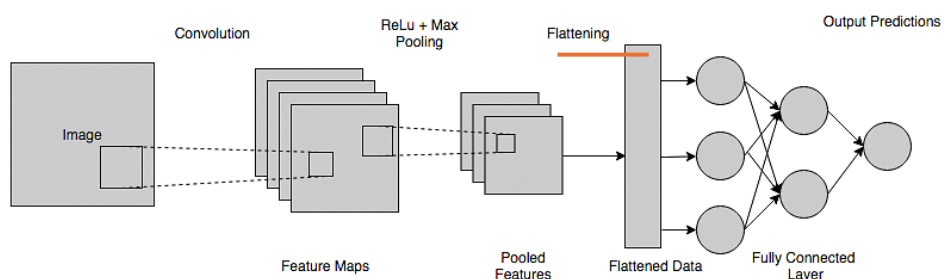 Convolution
ReLu + Max
Pooling
Flattening
Output Predictions
Image
Feature Maps
Pooled
Features
Flattened Data
Fully Connected
Layer